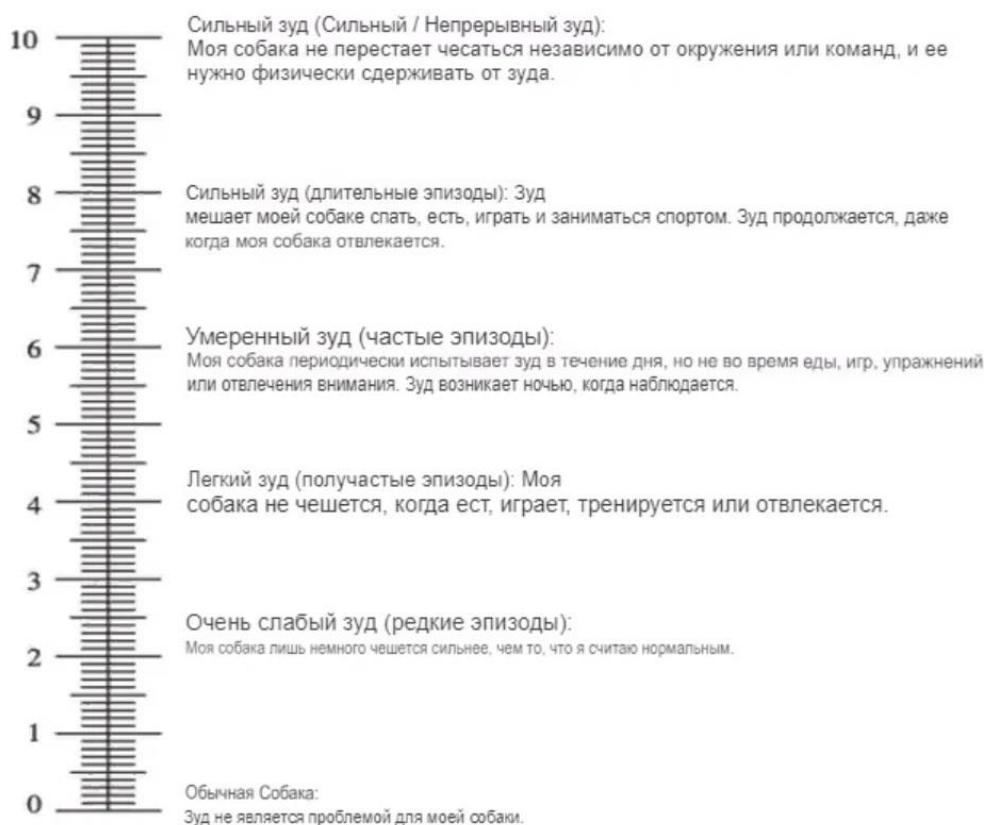 10
Сильный зуд (Сильный / Непрерывный зуд):
Моя собака не перестает чесаться независимо от окружения или команд, и ее
нужно физически сдерживать от зуда.
9
8
Сильный зуд (длительные эпизоды): Зуд
мешает моей собаке спать, есть, играть и заниматься спортом. Зуд продолжается, даже
когда моя собака отвлекается.
7
6
Умеренный зуд (частые эпизоды):
Моя собака периодически испытывает зуд в течение дня, но не во время еды, игр, упражнений
или отвлечения внимания. Зуд возникает ночью, когда наблюдается.
5
4
Легкий зуд (получастые эпизоды): Моя
собака не чешется, когда ест, играет, тренируется или отвлекается.
3
2
Очень слабый зуд (редкие эпизоды):
Моя собака лишь немного чешется сильнее, чем то, что я считаю нормальным.
1
0
Обычная Собака:
Зуд не является проблемой для моей собаки.